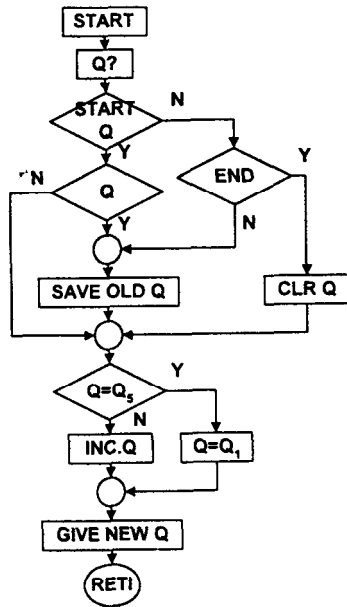 START
Q?
START
Q
N
Y
END
Y
N
N
Q
Y
SAVE OLD Q
CLR Q
Q=Q₅
Y
N
INC.Q
Q=Q₁
GIVE NEW Q
RETI